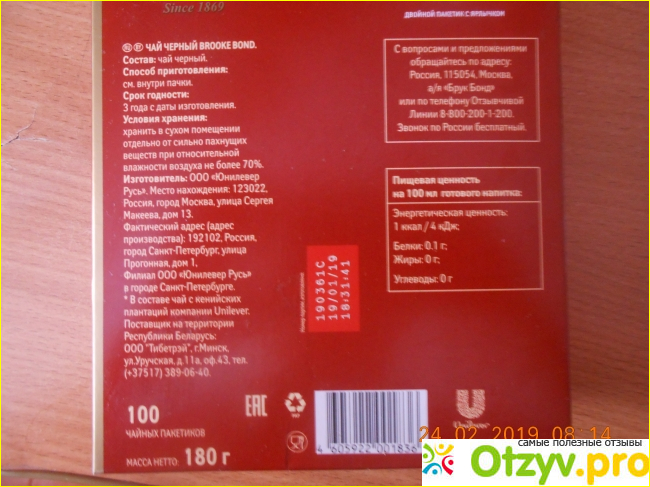 Since 1869
ЧАЙ ЧЕРНЫЙ BROOKE BOND.
Состав: чай черный.
Способ приготовления:
см. внутри пачки.
Срок годности:
3 года с даты изготовления.
Условия хранения:
хранить в сухом помещении
отдельно от сильно пахнущих
веществ при относительной
влажности воздуха не более 70%.
Изготовитель: ООО «Юнилевер
Русь». Место нахождения: 123022,
Россия, город Москва, улица Сергея
Макеева, дом 13.
Фактический адрес (адрес
производства): 192102, Россия,
город Санкт-Петербург, улица
Прогонная, дом 1,
Филиал ООО «Юнилевер Русь»
в городе Санкт-Петербурге.
* В составе чай с кенийских
плантаций компании Unilever.
Поставщик на территории
Республики Беларусь:
ООО "Тибетрэй", г.Минск,
ул.Уручская, д.11а, оф.43, тел.
(+37517) 389-06-40.
100
ЧАЙНЫХ ПАКЕТИКОВ
МАССА НЕТТО: 180 г
EAC
190361C
19/01/19
18:31:41
ДВОЙНОЙ ПАКЕТИК С ЯРЛЫЧКОМ
С вопросами и предложениями
обращайтесь по адресу:
Россия, 115054, Москва,
а/я «Брук Бонд»
или по телефону Отзывчивой
Линии 8-800-200-1-200.
Звонок по России бесплатный.
Пищевая ценность
на 100 мл готового напитка:
Энергетическая ценность:
1 ккал / 4 кДж;
Белки: 0.1 г;
Жиры: 0 г;
Углеводы: 0 г
4 605922 001836
Unilever
24 02 2019 08 14
самые полезные отзывы
Otzyv.pro